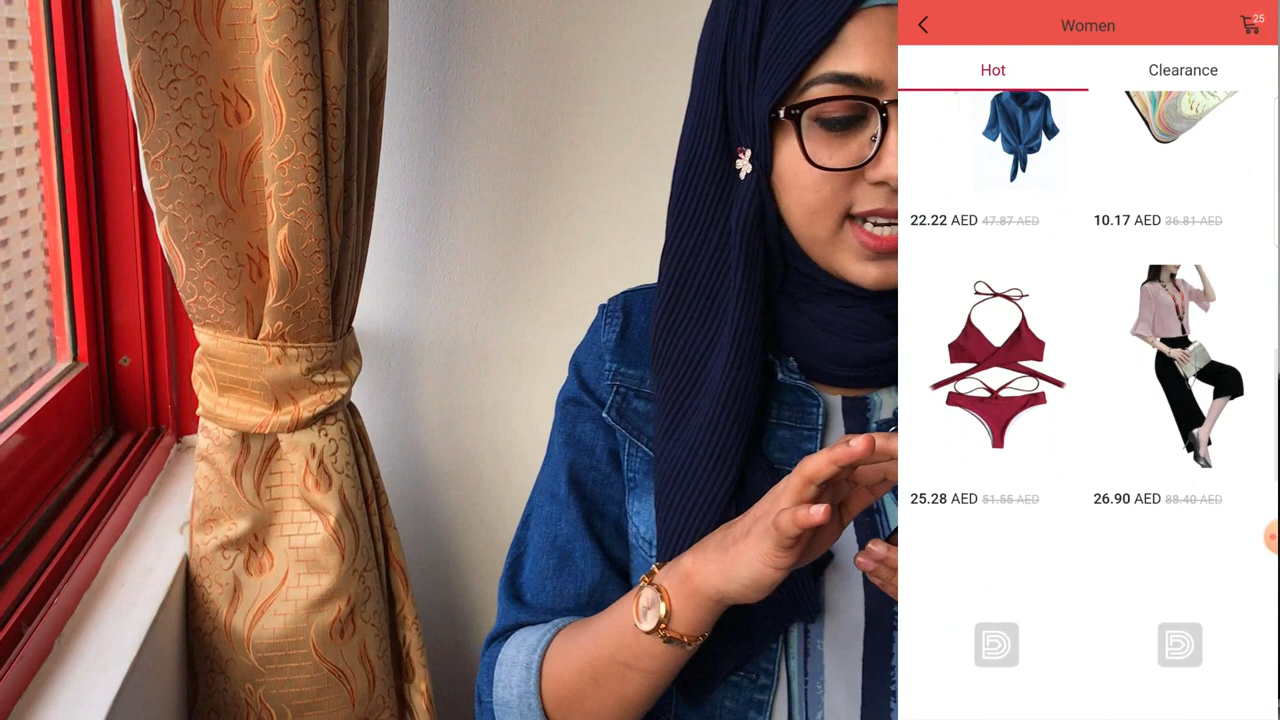 Women
25
Hot
Clearance
22.22 AED 47.87 AED
10.17 AED 36.81 AED
25.28 AED 51.55 AED
26.90 AED 88.40 AED